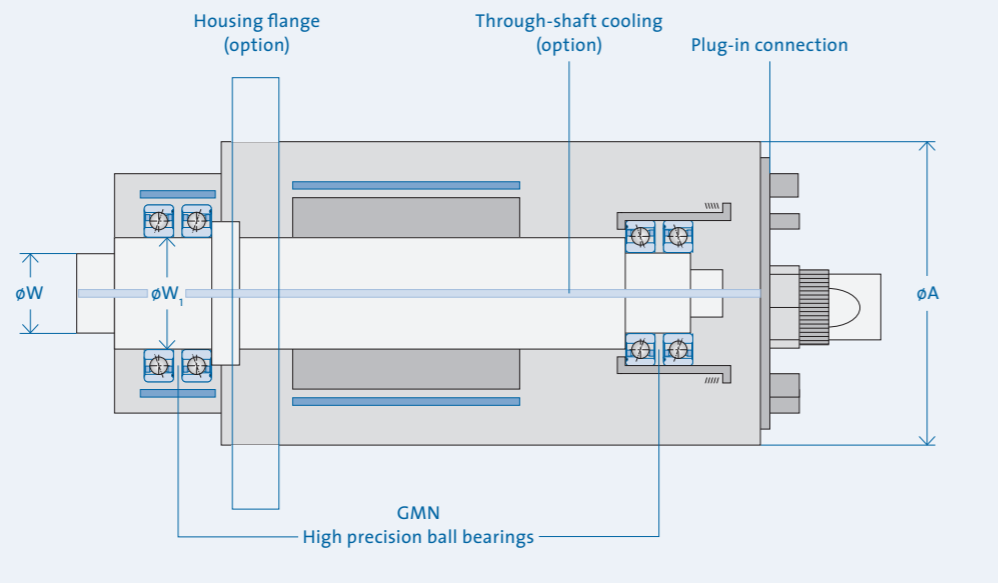 Housing flange
(option)
Through-shaft cooling
(option)
Plug-in connection
øW
øW₁
øA
GMN
High precision ball bearings